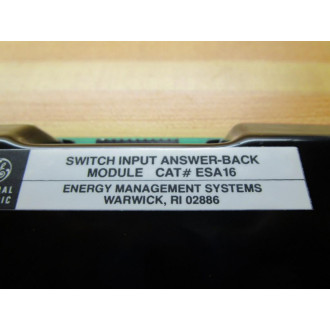 SWITCH INPUT ANSWER-BACK
MODULE CAT# ESA16
ENERGY MANAGEMENT SYSTEMS
WARWICK, RI 02886